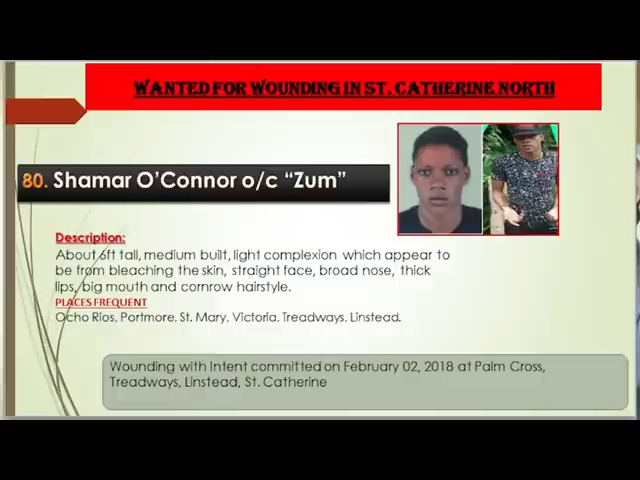 WANTED FOR WOUNDING IN ST. CATHERINE NORTH
80. Shamar O'Connor o/c "Zum"
Description:
About 6ft tall, medium built, light complexion which appear to
be from bleaching the skin, straight face, broad nose, thick
lips, big mouth and cornrow hairstyle.
PLACES FREQUENT
Ocho Rios, Portmore, St. Mary, Victoria, Treadways, Linstead.
Wounding with Intent committed on February 02, 2018 at Palm Cross,
Treadways, Linstead, St. Catherine